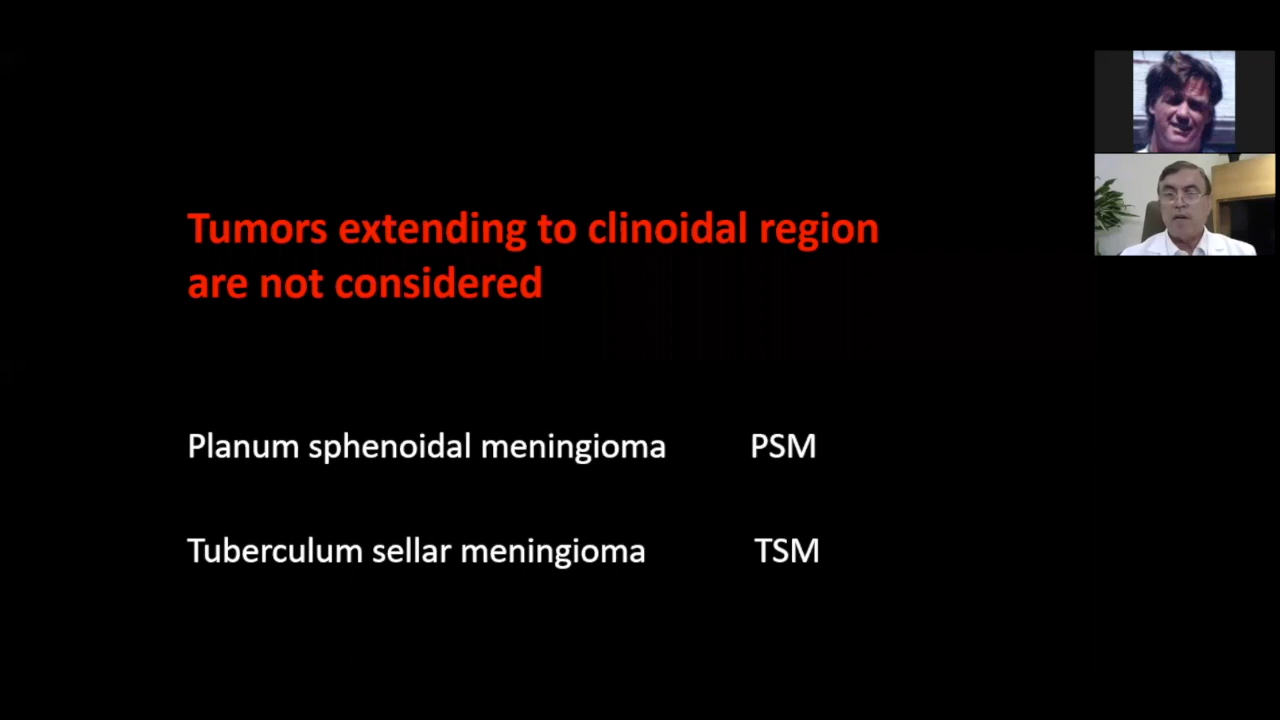 Tumors extending to clinoidal region
are not considered
Planum sphenoidal meningioma PSM
Tuberculum sellar meningioma TSM